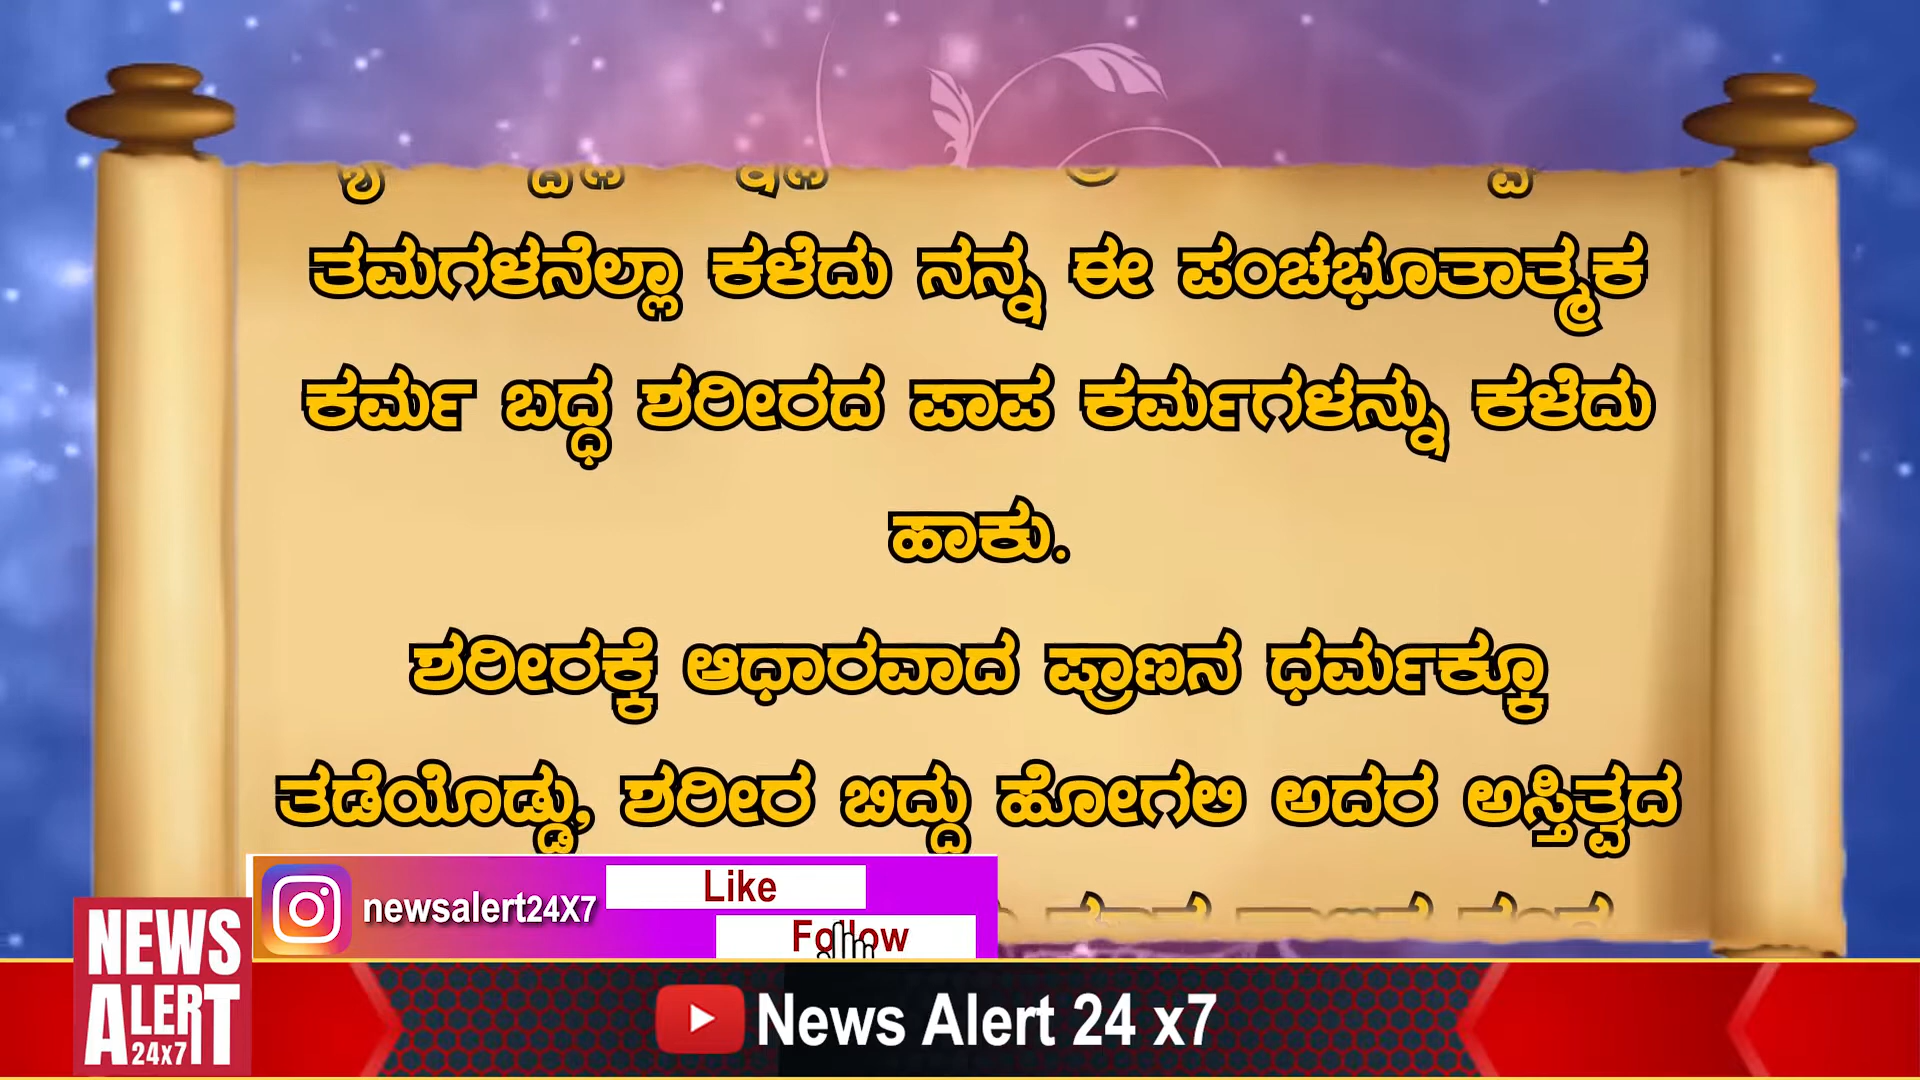 ತಮಗಳನೆಲ್ಲಾ ಕಳೆದು ನನ್ನ ಈ ಪಂಚಭೂತಾತ್ಮಕ
ಕರ್ಮ ಬದ್ಧ ಶರೀರದ ಪಾಪ ಕರ್ಮಗಳನ್ನು ಕಳೆದು
ಹಾಕು.
ಶರೀರಕ್ಕೆ ಆಧಾರವಾದ ಪ್ರಾಣನ ಧರ್ಮಕ್ಕೂ
ತಡೆಯೊಡ್ಡು, ಶರೀರ ಬಿದ್ದು ಹೋಗಲಿ ಅದರ ಅಸ್ತಿತ್ವದ
newsalert24X7
Like
Follow
NEWS
ALERT
24x7
News Alert 24 x7